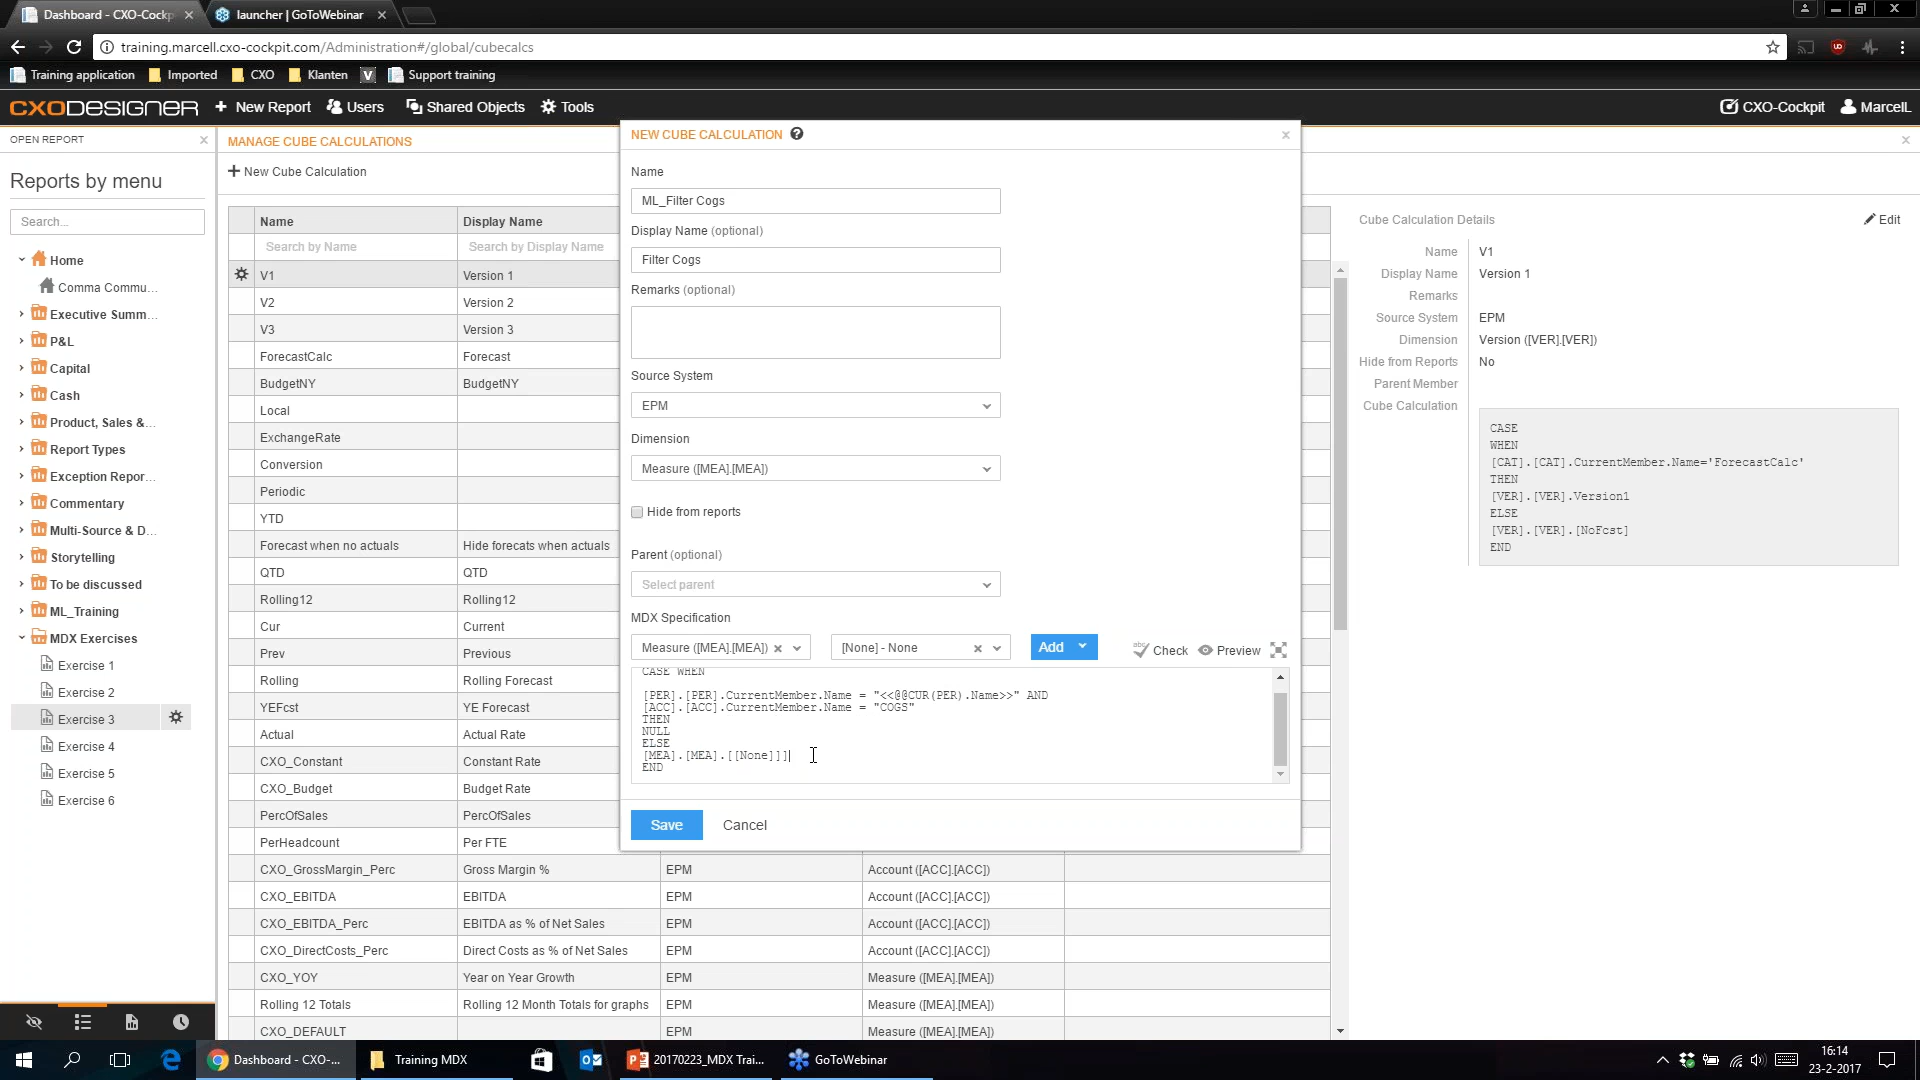 Dashboard - CXO-Cockp
launcher | GoToWebinar
training.marcell.cxo-cockpit.com/Administration#/global/cubecalcs
Training application
Imported
CXO
Klanten
V
Support training
CXODESIGNER
New Report
Users
Shared Objects
Tools
CXO-Cockpit
MarcelL
OPEN REPORT
Reports by menu
Search...
Home
Comma Commu...
Executive Summ...
P&L
Capital
Cash
Product, Sales &...
Report Types
Exception Repor...
Commentary
Multi-Source & D...
Storytelling
To be discussed
ML_Training
MDX Exercises
Exercise 1
Exercise 2
Exercise 3
Exercise 4
Exercise 5
Exercise 6
MANAGE CUBE CALCULATIONS
New Cube Calculation
Name Display Name
Search by Name Search by Display Name
V1 Version 1
V2 Version 2
V3 Version 3
ForecastCalc Forecast
BudgetNY BudgetNY
Local
ExchangeRate
Conversion
Periodic
YTD
Forecast when no actuals Hide forecats when actuals
QTD QTD
Rolling12 Rolling12
Cur Current
Prev Previous
Rolling Rolling Forecast
YEFcst YE Forecast
Actual Actual Rate
CXO_Constant Constant Rate
CXO_Budget Budget Rate
PercOfSales PercOfSales
PerHeadcount Per FTE
CXO_GrossMargin_Perc Gross Margin % EPM Account ([ACC].[ACC])
CXO_EBITDA EBITDA EPM Account ([ACC].[ACC])
CXO_EBITDA_Perc EBITDA as % of Net Sales EPM Account ([ACC].[ACC])
CXO_DirectCosts_Perc Direct Costs as % of Net Sales EPM Account ([ACC].[ACC])
CXO_YOY Year on Year Growth EPM Measure ([MEA].[MEA])
Rolling 12 Totals Rolling 12 Month Totals for graphs EPM Measure ([MEA].[MEA])
CXO_DEFAULT EPM Measure ([MEA].[MEA])
NEW CUBE CALCULATION ?
Name
ML_Filter Cogs
Display Name (optional)
Filter Cogs
Remarks (optional)
Source System
EPM
Dimension
Measure ([MEA].[MEA])
Hide from reports
Parent (optional)
Select parent
MDX Specification
Measure ([MEA].[MEA]) [None] - None Add Check Preview
CASE WHEN
[PER].[PER].CurrentMember.Name = "<<@@CUR(PER).Name>>" AND
[ACC].[ACC].CurrentMember.Name = "COGS"
THEN
NULL
ELSE
[MEA].[MEA].[[None]]]
END
Save Cancel
Cube Calculation Details Edit
Name V1
Display Name Version 1
Remarks
Source System EPM
Dimension Version ([VER].[VER])
Hide from Reports No
Parent Member
Cube Calculation
CASE
WHEN
[CAT].[CAT].CurrentMember.Name='ForecastCalc'
THEN
[VER].[VER].Version1
ELSE
[VER].[VER].[NoFcst]
END
Dashboard - CXO-...
Training MDX
20170223_MDX Trai...
GoToWebinar
16:14
23-2-2017